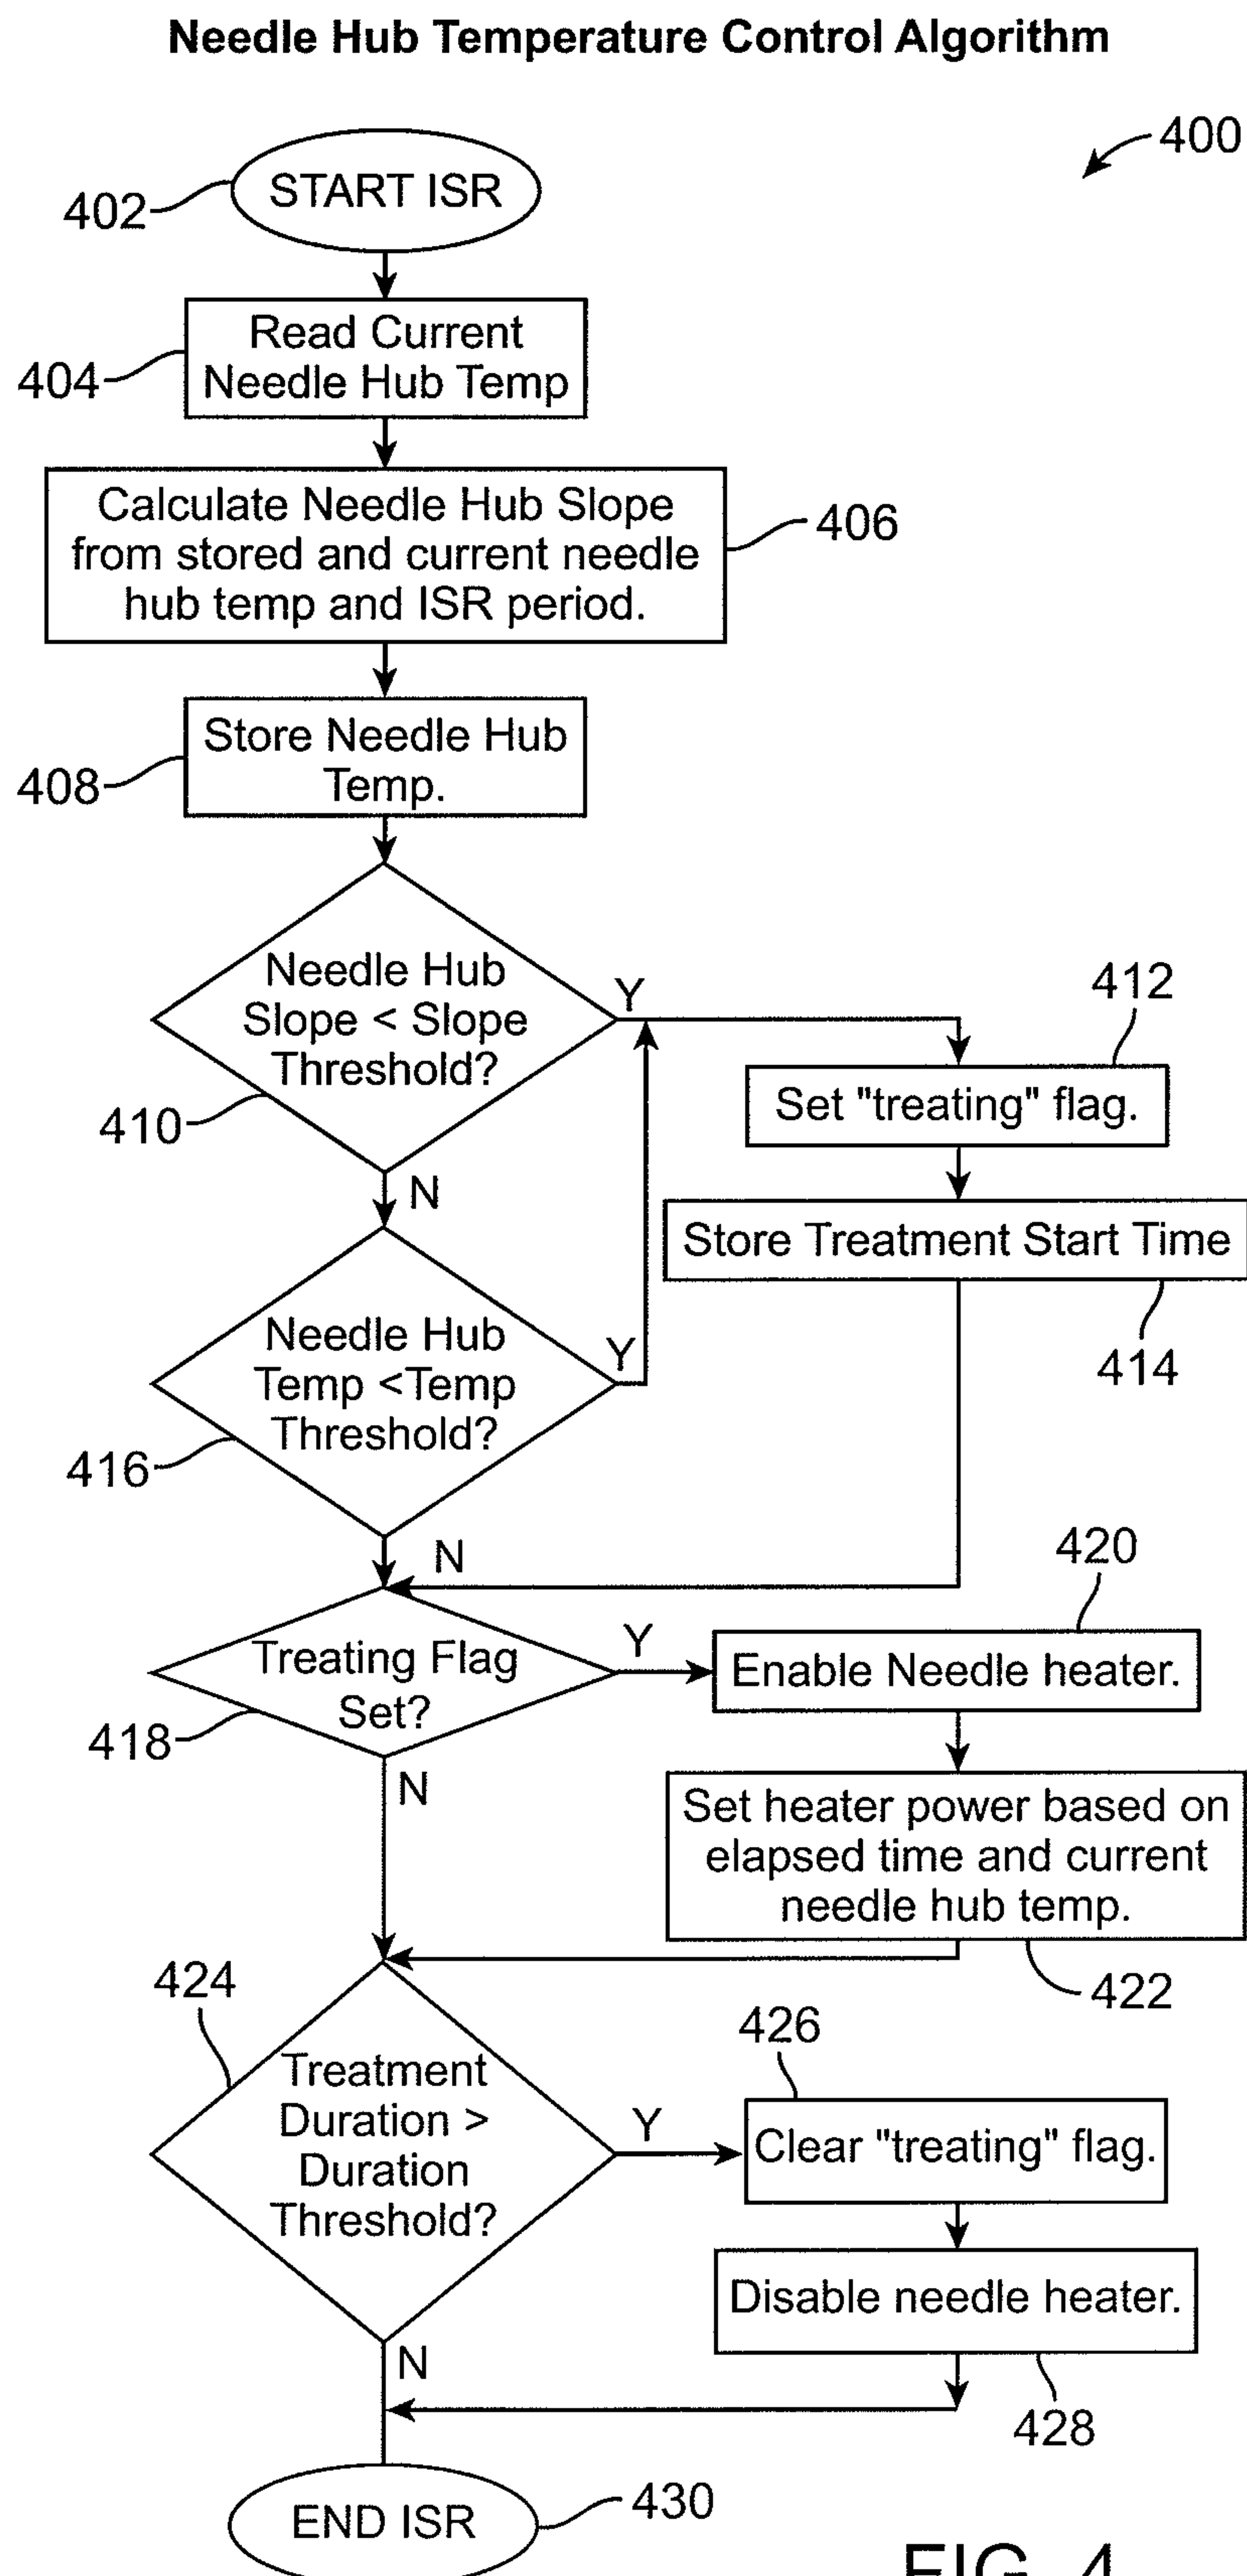 Needle Hub Temperature Control Algorithm
400
START ISR
402
Read Current
Needle Hub Temp
404
Calculate Needle Hub Slope
from stored and current needle
hub temp and ISR period.
406
Store Needle Hub
Temp.
408
Needle Hub
Slope < Slope
Threshold?
Y
410
N
412
Set "treating" flag.
Store Treatment Start Time
414
Needle Hub
Temp <Temp
Threshold?
Y
416
N
420
Treating Flag
Set?
Y
418
N
Enable Needle heater.
Set heater power based on
elapsed time and current
needle hub temp.
422
424
Treatment
Duration >
Duration
Threshold?
Y
N
426
Clear "treating" flag.
Disable needle heater.
428
END ISR
430
FIG. 4